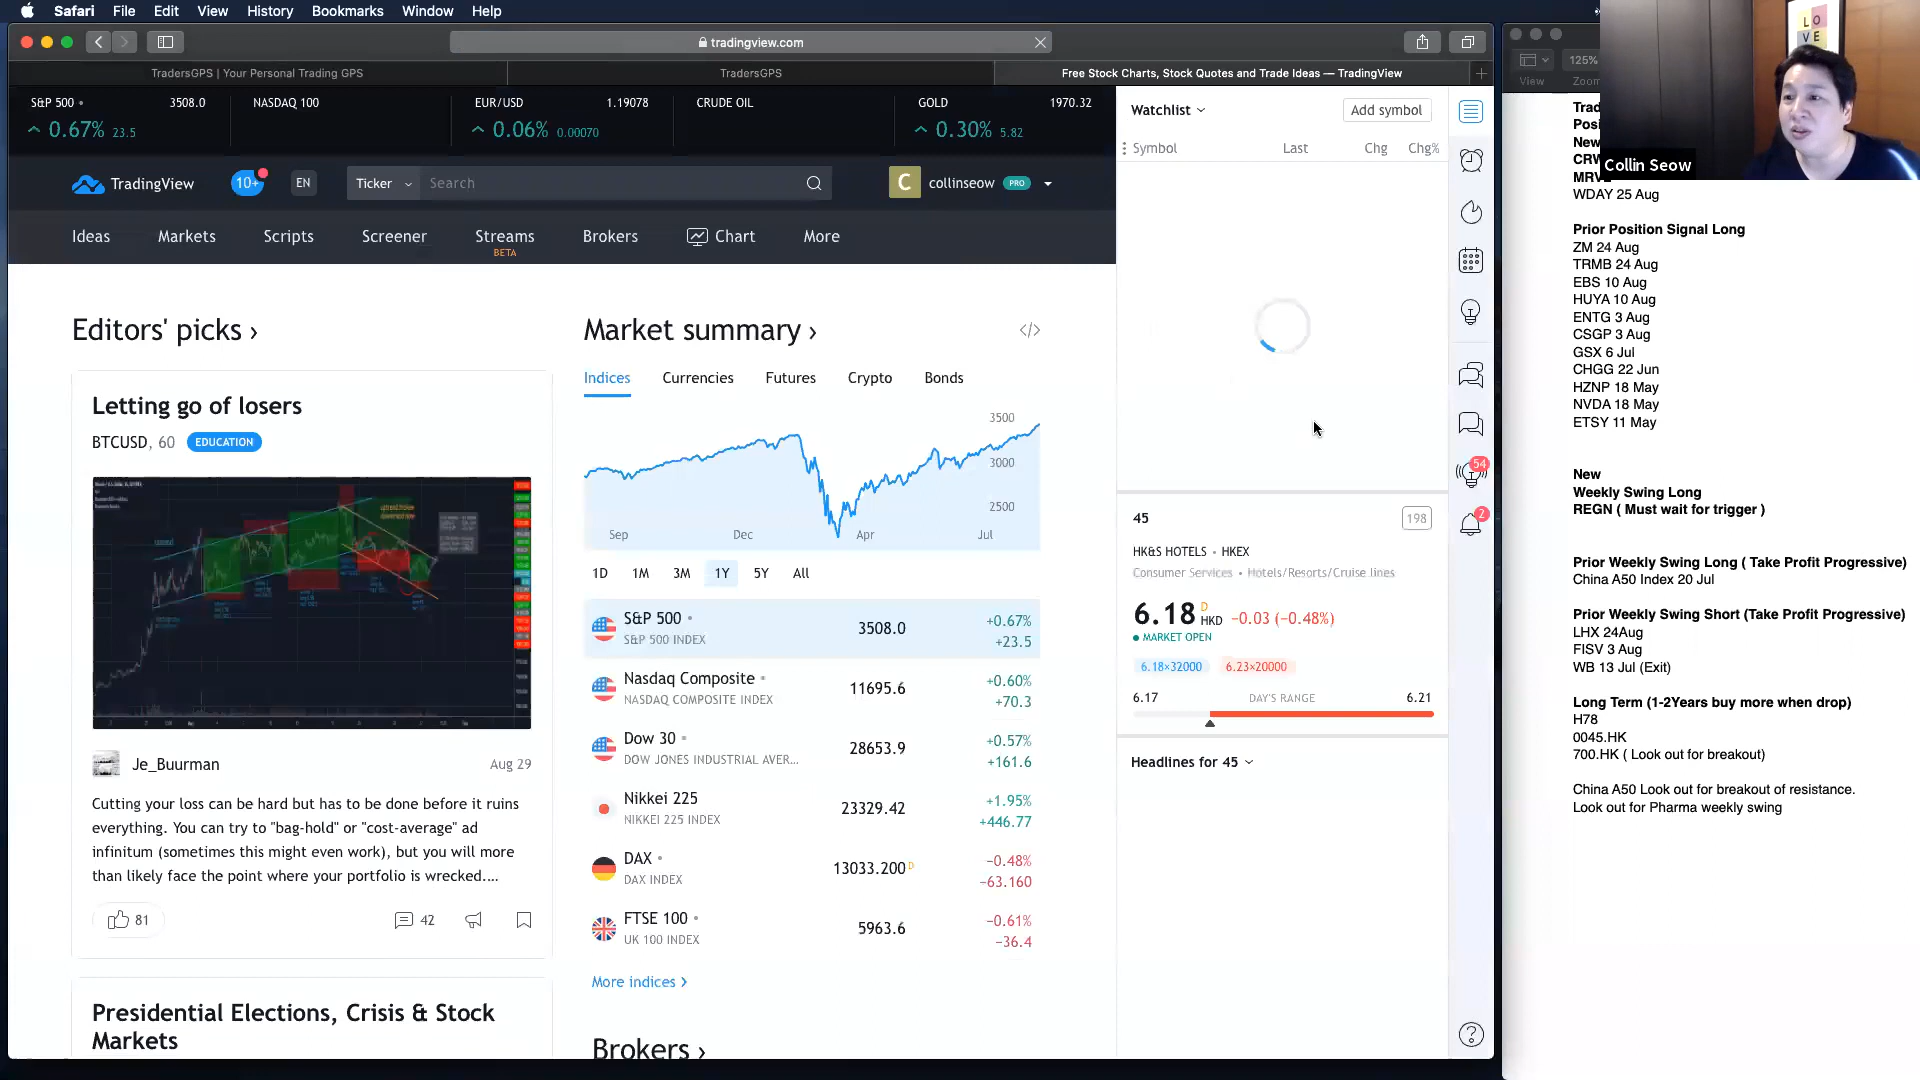 Safari File Edit View History Bookmarks Window Help
tradingview.com
TradersGPS | Your Personal Trading GPS
TradersGPS
Free Stock Charts, Stock Quotes and Trade Ideas — TradingView
S&P 500 3508.0
0.67% 23.5
NASDAQ 100
EUR/USD 1.19078
0.06% 0.00070
CRUDE OIL
GOLD 1970.32
0.30% 5.82
TradingView
10+
EN
Ticker
Search
C
collinseow PRO
Ideas
Markets
Scripts
Screener
Streams
BETA
Brokers
Chart
More
Editors' picks ›
Letting go of losers
BTCUSD, 60 EDUCATION
Je_Buurman Aug 29
Cutting your loss can be hard but has to be done before it ruins
everything. You can try to "bag-hold" or "cost-average" ad
infinitum (sometimes this might even work), but you will more
than likely face the point where your portfolio is wrecked....
81
42
Presidential Elections, Crisis & Stock
Markets
Market summary ›
</>
Indices Currencies Futures Crypto Bonds
3500
3000
2500
Sep Dec Apr Jul
1D 1M 3M 1Y 5Y All
S&P 500 3508.0 +0.67%
S&P 500 INDEX +23.5
Nasdaq Composite 11695.6 +0.60%
NASDAQ COMPOSITE INDEX +70.3
Dow 30 28653.9 +0.57%
DOW JONES INDUSTRIAL AVER... +161.6
Nikkei 225 23329.42 +1.95%
NIKKEI 225 INDEX +446.77
DAX 13033.200 D −0.48%
DAX INDEX −63.160
FTSE 100 5963.6 −0.61%
UK 100 INDEX −36.4
More indices ›
Brokers ›
Watchlist
Add symbol
Symbol Last Chg Chg%
45 198
HK&S HOTELS • HKEX
Consumer Services • Hotels/Resorts/Cruise lines
6.18 D HKD −0.03 (−0.48%)
MARKET OPEN
6.18×32000 6.23×20000
6.17 DAY'S RANGE 6.21
Headlines for 45
54
2
?
125%
View Zoom
LOVE
Collin Seow
WDAY 25 Aug
Prior Position Signal Long
ZM 24 Aug
TRMB 24 Aug
EBS 10 Aug
HUYA 10 Aug
ENTG 3 Aug
CSGP 3 Aug
GSX 6 Jul
CHGG 22 Jun
HZNP 18 May
NVDA 18 May
ETSY 11 May
New
Weekly Swing Long
REGN ( Must wait for trigger )
Prior Weekly Swing Long ( Take Profit Progressive)
China A50 Index 20 Jul
Prior Weekly Swing Short (Take Profit Progressive)
LHX 24Aug
FISV 3 Aug
WB 13 Jul (Exit)
Long Term (1-2Years buy more when drop)
H78
0045.HK
700.HK ( Look out for breakout)
China A50 Look out for breakout of resistance.
Look out for Pharma weekly swing